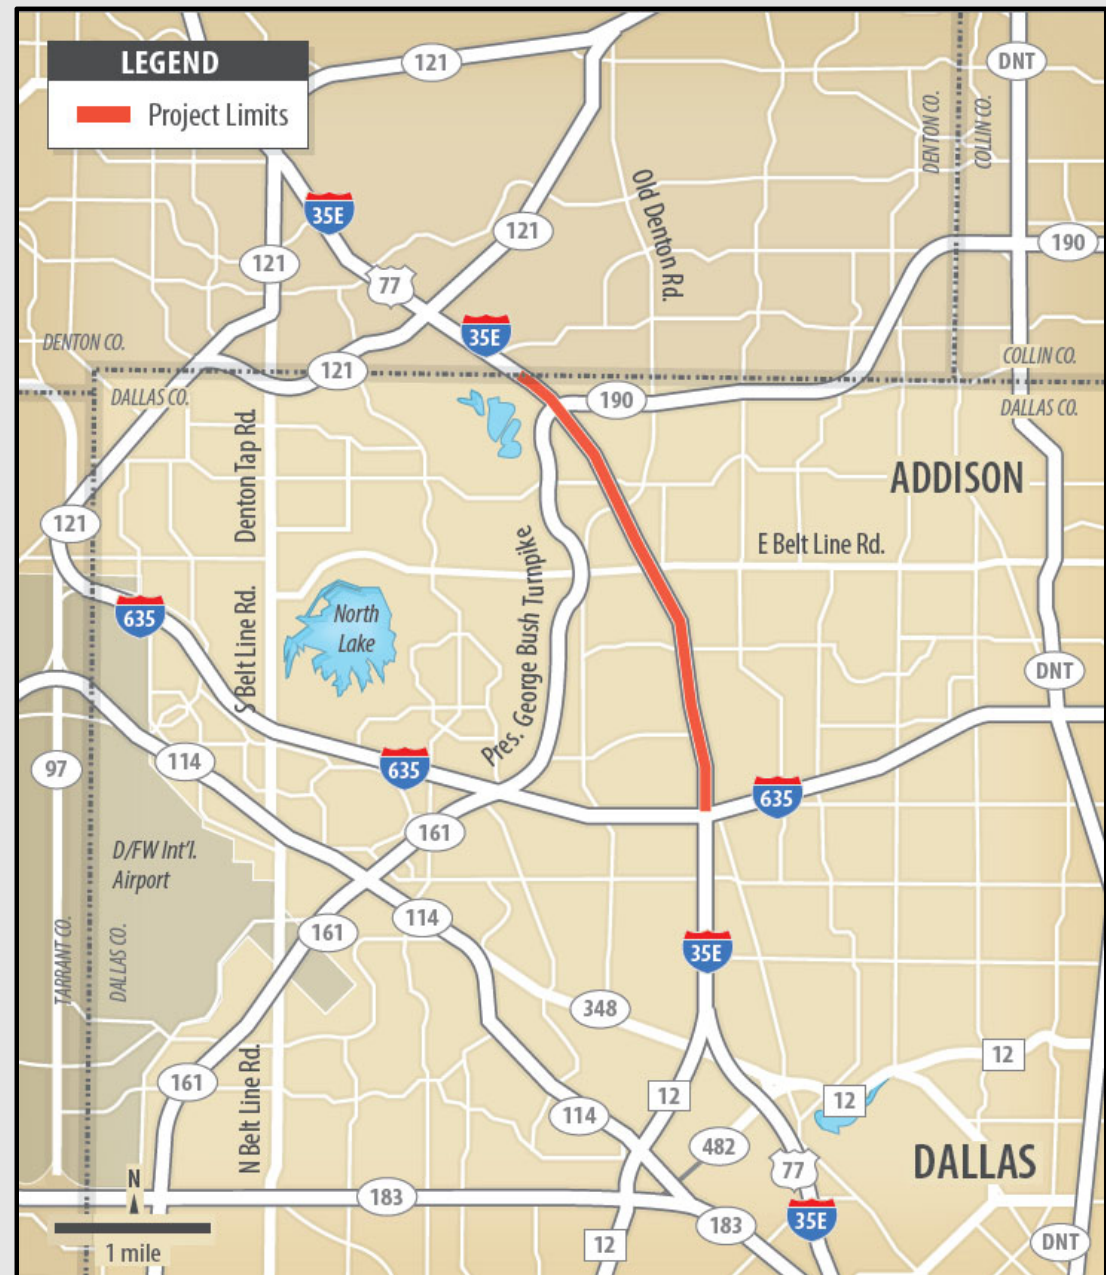 LEGEND
Project Limits
121
DNT
DENTON CO.
COLLIN CO.
35E
Old Denton Rd.
121
121
190
77
35E
DENTON CO.
COLLIN CO.
121
190
DALLAS CO.
DALLAS CO.
Denton Tap Rd.
ADDISON
121
E Belt Line Rd.
Pres. George Bush Turnpike
635
North
Lake
S Belt Line Rd.
DNT
97
114
635
635
161
D/FW Int'l.
Airport
114
161
TARRANT CO.
DALLAS CO.
35E
348
12
161
N Belt Line Rd.
12
12
114
482
77
DALLAS
N
183
183
35E
12
DNT
1 mile